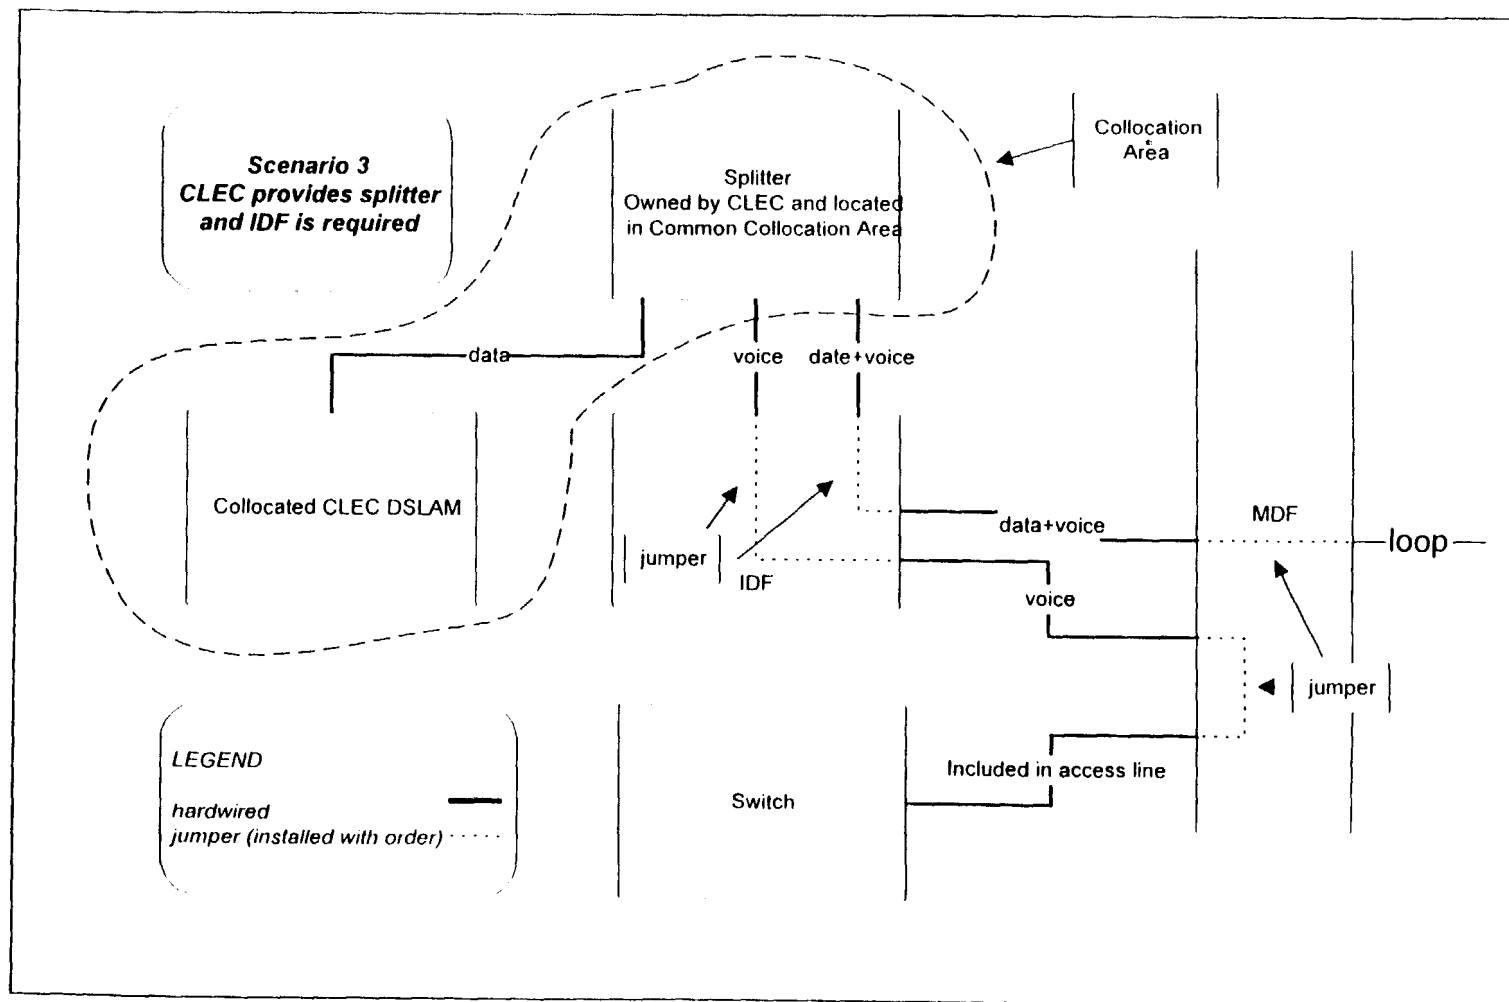 Scenario 3
CLEC provides splitter
and IDF is required
Splitter
Owned by CLEC and located
in Common Collocation Area
Collocation
Area
data
voice
date+voice
Collocated CLEC DSLAM
jumper
IDF
data+voice
MDF
loop
voice
jumper
LEGEND
hardwired
jumper (installed with order)
Switch
Included in access line